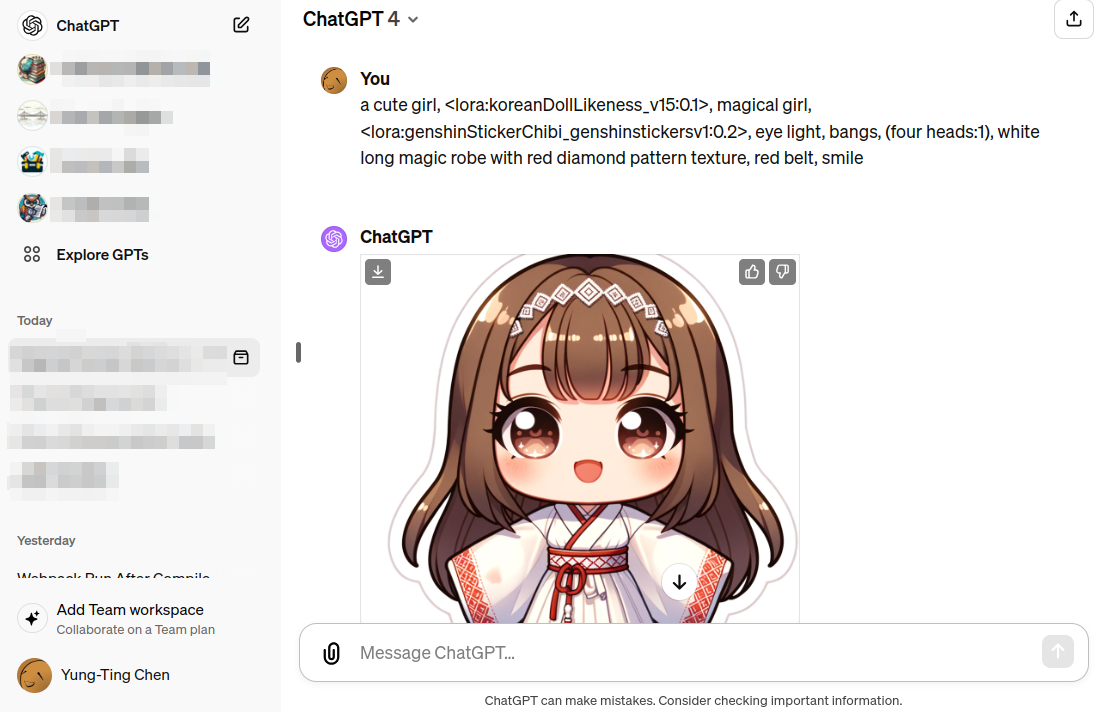 ChatGPT
Explore GPTs
Today
Yesterday
Webpack Run After Compile
Add Team workspace
Collaborate on a Team plan
Yung-Ting Chen
ChatGPT 4
You
a cute girl, <lora:koreanDollLikeness_v15:0.1>, magical girl,
<lora:genshinStickerChibi_genshinstickersv1:0.2>, eye light, bangs, (four heads:1), white
long magic robe with red diamond pattern texture, red belt, smile
ChatGPT
Message ChatGPT...
ChatGPT can make mistakes. Consider checking important information.